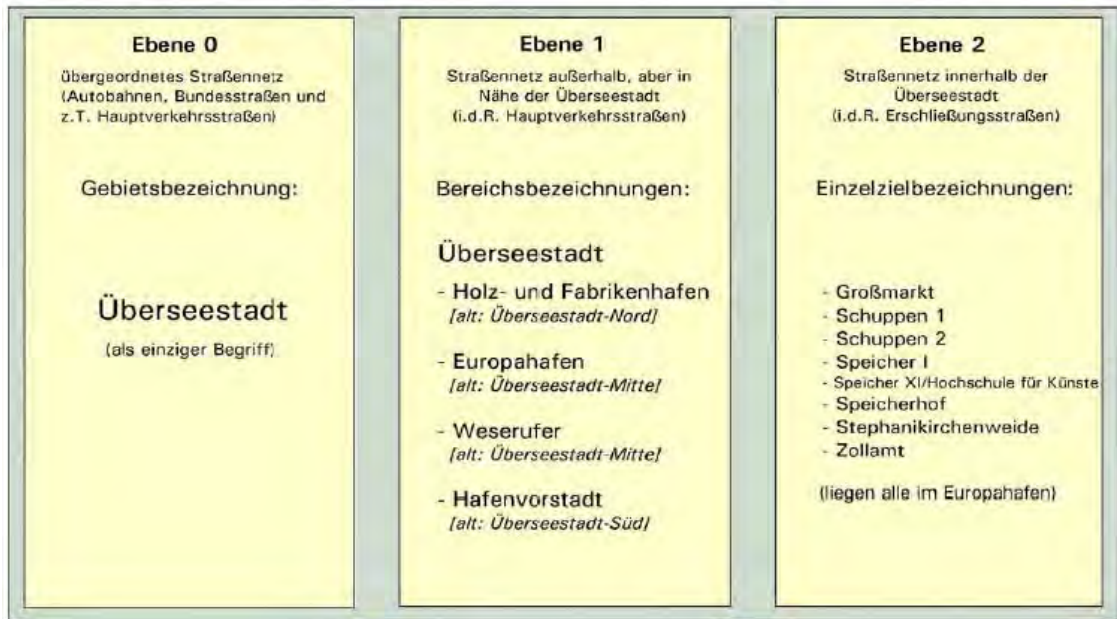 Ebene 0
übergeordnetes Straßennetz
(Autobahnen, Bundesstraßen und
z.T. Hauptverkehrsstraßen)
Gebietsbezeichnung:
Überseestadt
(als einziger Begriff)
Ebene 1
Straßennetz außerhalb, aber in
Nähe der Überseestadt
(i.d.R. Hauptverkehrsstraßen)
Bereichsbezeichnungen:
Überseestadt
- Holz- und Fabrikenhafen
[alt: Überseestadt-Nord]
- Europahafen
[alt: Überseestadt-Mitte]
- Weserufer
[alt: Überseestadt-Mitte]
- Hafenvorstadt
[alt: Überseestadt-Süd]
Ebene 2
Straßennetz innerhalb der
Überseestadt
(i.d.R. Erschließungsstraßen)
Einzelzielbezeichnungen:
- Großmarkt
- Schuppen 1
- Schuppen 2
- Speicher I
- Speicher XI/Hochschule für Künste
- Speicherhof
- Stephanikirchenweide
- Zollamt
(liegen alle im Europahafen)